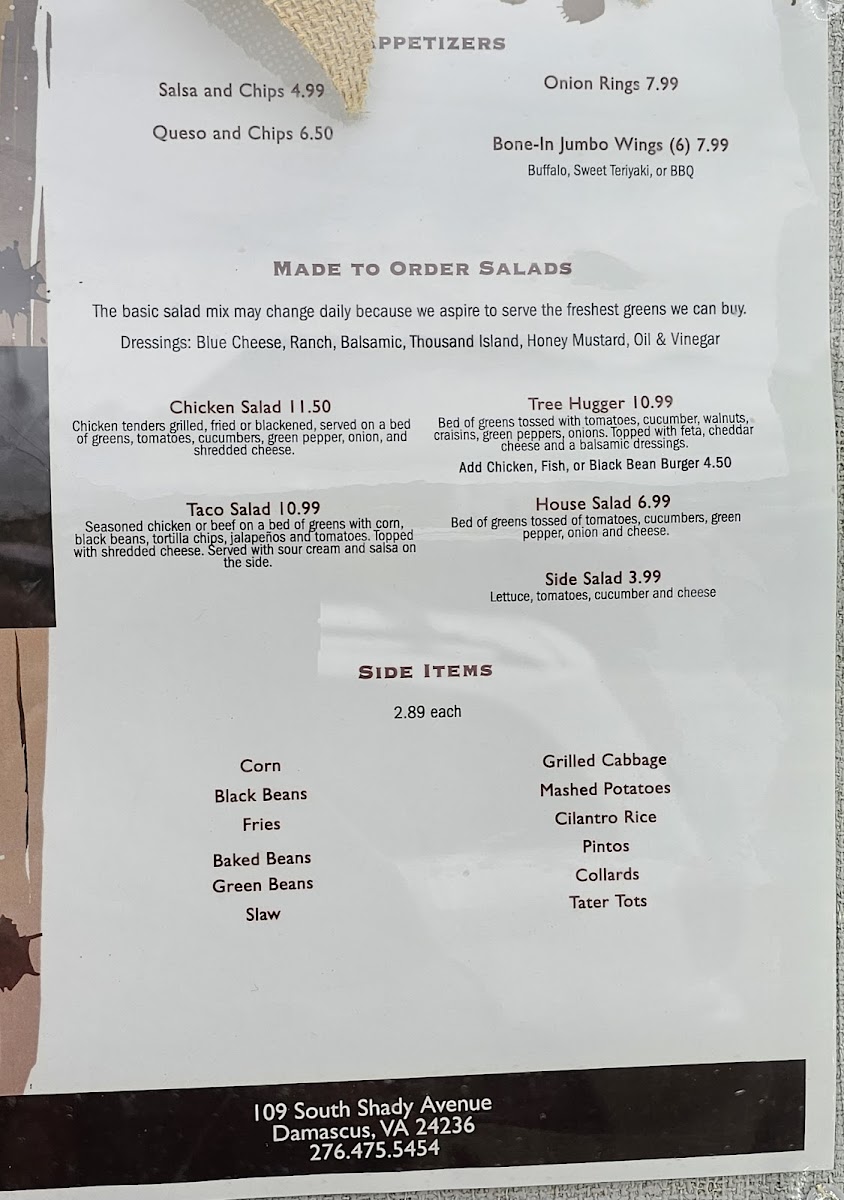 APPETIZERS
Salsa and Chips 4.99
Queso and Chips 6.50
Onion Rings 7.99
Bone-In Jumbo Wings (6) 7.99
Buffalo, Sweet Teriyaki, or BBQ
MADE TO ORDER SALADS
The basic salad mix may change daily because we aspire to serve the freshest greens we can buy.
Dressings: Blue Cheese, Ranch, Balsamic, Thousand Island, Honey Mustard, Oil & Vinegar
Chicken Salad 11.50
Chicken tenders grilled, fried or blackened, served on a bed
of greens, tomatoes, cucumbers, green pepper, onion, and
shredded cheese.
Taco Salad 10.99
Seasoned chicken or beef on a bed of greens with corn,
black beans, tortilla chips, jalapeños and tomatoes. Topped
with shredded cheese. Served with sour cream and salsa on
the side.
Tree Hugger 10.99
Bed of greens tossed with tomatoes, cucumber, walnuts,
craisins, green peppers, onions. Topped with feta, cheddar
cheese and a balsamic dressings.
Add Chicken, Fish, or Black Bean Burger 4.50
House Salad 6.99
Bed of greens tossed of tomatoes, cucumbers, green
pepper, onion and cheese.
Side Salad 3.99
Lettuce, tomatoes, cucumber and cheese
SIDE ITEMS
2.89 each
Corn
Black Beans
Fries
Baked Beans
Green Beans
Slaw
Grilled Cabbage
Mashed Potatoes
Cilantro Rice
Pintos
Collards
Tater Tots
109 South Shady Avenue
Damascus, VA 24236
276.475.5454